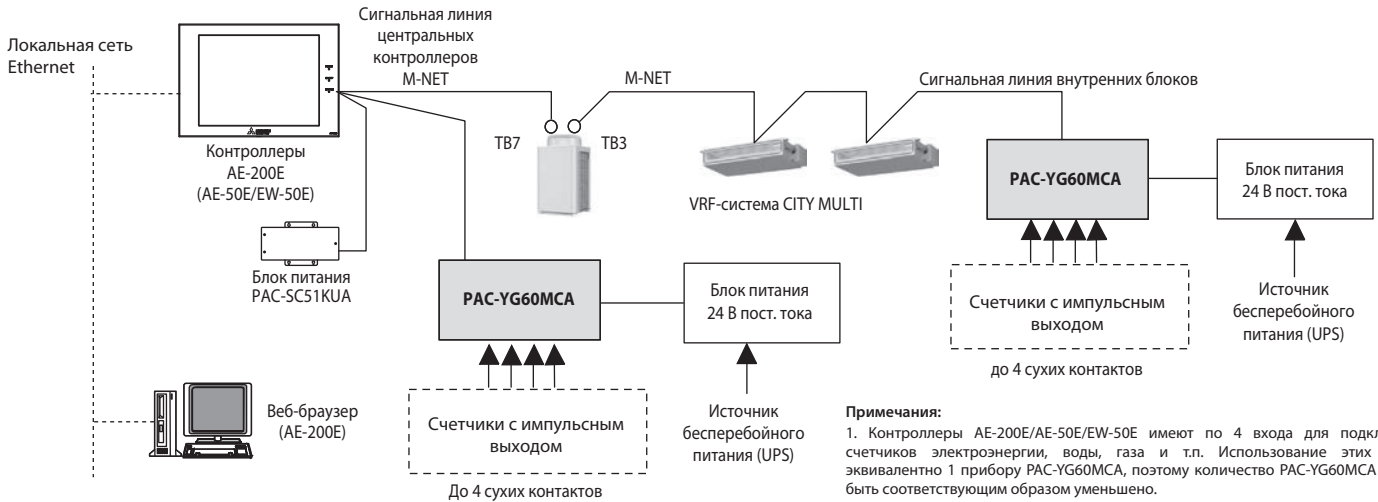 Локальная сеть
Ethernet
Сигнальная линия
центральных
контроллеров
M-NET
M-NET
Сигнальная линия внутренних блоков
TB7
TB3
Контроллеры
AE-200E
(AE-50E/EW-50E)
VRF-система CITY MULTI
PAC-YG60MCA
Блок питания
24 В пост. тока
Блок питания
PAC-SC51KUA
PAC-YG60MCA
Блок питания
24 В пост. тока
Счетчики с импульсным
выходом
Источник
бесперебойного
питания (UPS)
до 4 сухих контактов
Веб-браузер
(AE-200E)
Счетчики с импульсным
выходом
Источник
бесперебойного
питания (UPS)
До 4 сухих контактов
Примечания:
1. Контроллеры AE-200E/AE-50E/EW-50E имеют по 4 входа для подкл
счетчиков электроэнергии, воды, газа и т.п. Использование этих
эквивалентно 1 прибору PAC-YG60MCA, поэтому количество PAC-YG60MCA
быть соответствующим образом уменьшено.